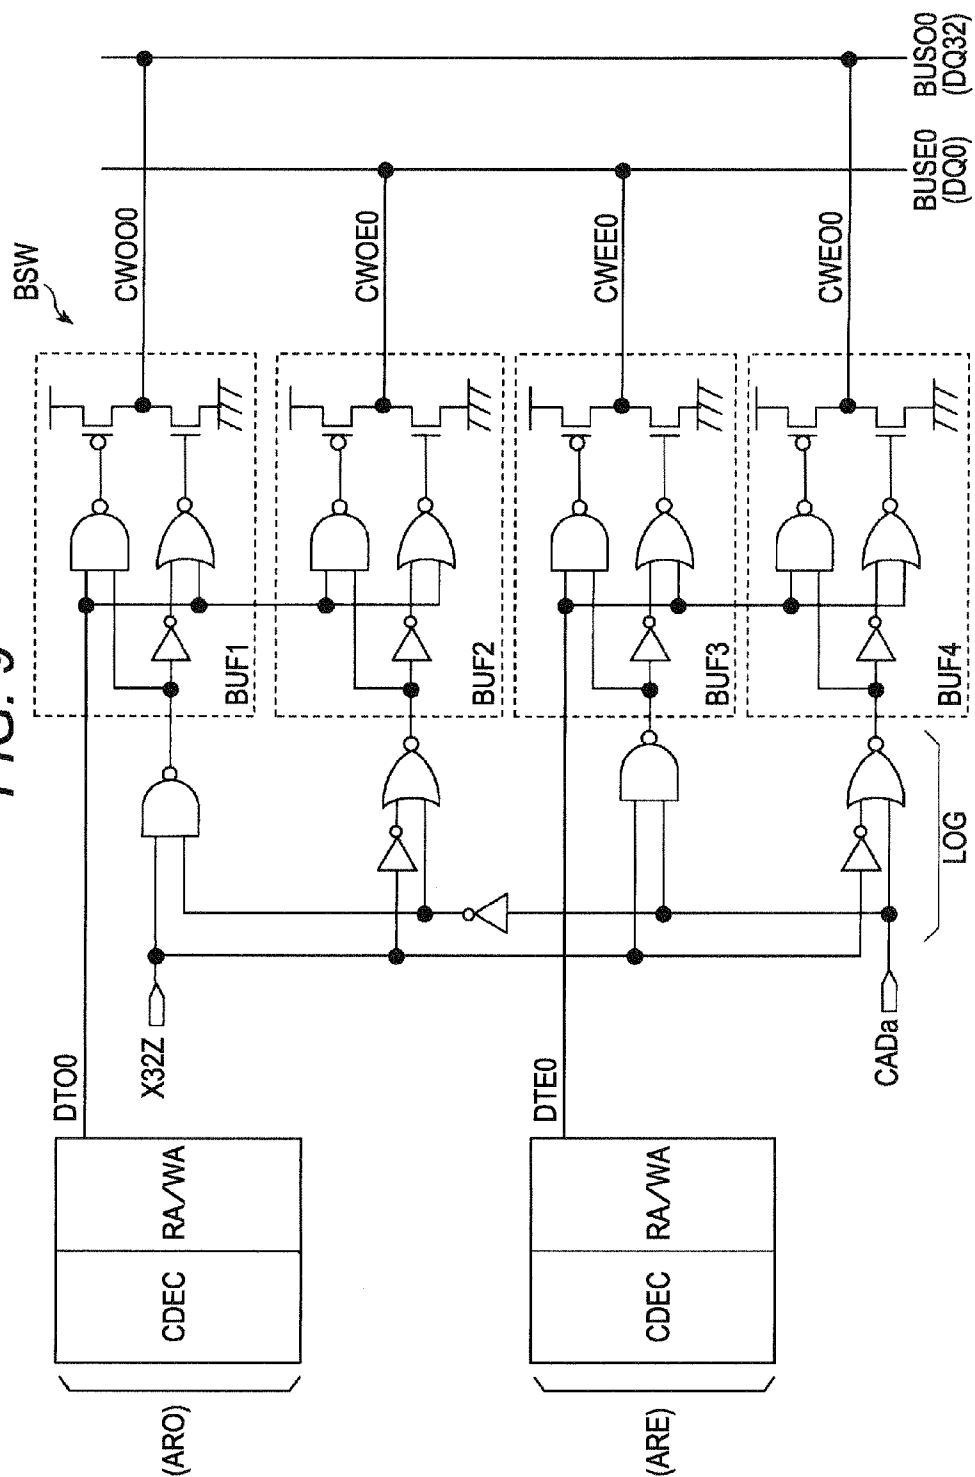 FIG. 9
BSW
(ARO)
CDEC
RA/WA
DTO0
X32Z
BUF1
CWOO0
BUF2
CWOE0
(ARE)
CDEC
RA/WA
DTE0
BUF3
CWEE0
CADa
LOG
BUF4
CWEO0
BUSE0
(DQ0)
BUSO0
(DQ32)